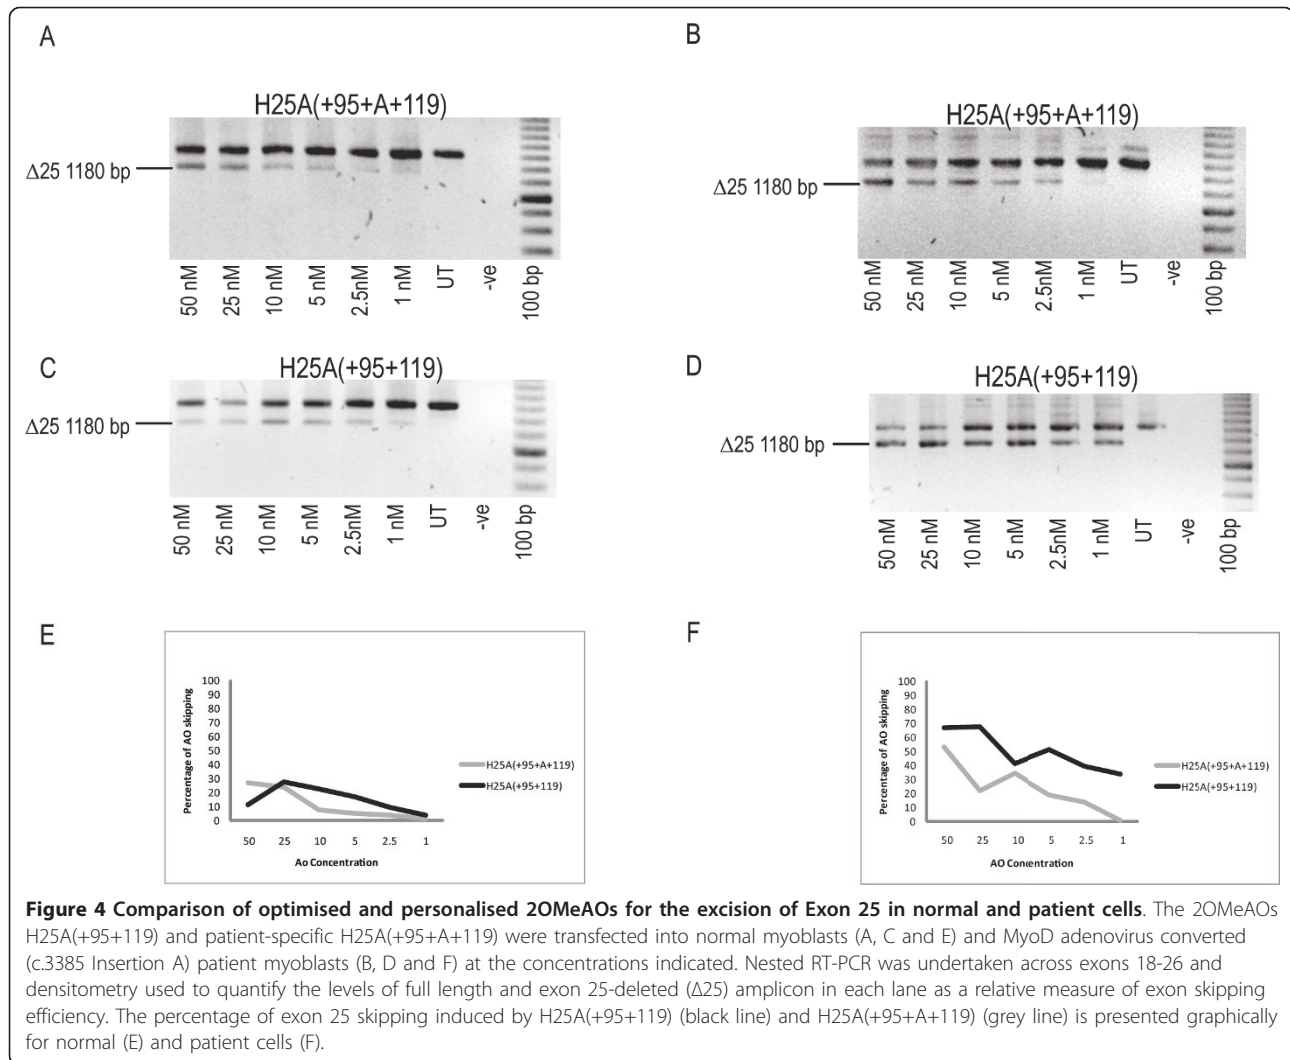 A
H25A(+95+A+119)
Δ25 1180 bp
50 nM
25 nM
10 nM
5 nM
2.5nM
1 nM
UT
-ve
100 bp
B
H25A(+95+A+119)
Δ25 1180 bp
50 nM
25 nM
10 nM
5 nM
2.5nM
1 nM
UT
-ve
100 bp
C
H25A(+95+119)
Δ25 1180 bp
50 nM
25 nM
10 nM
5 nM
2.5nM
1 nM
UT
-ve
100 bp
D
H25A(+95+119)
Δ25 1180 bp
50 nM
25 nM
10 nM
5 nM
2.5nM
1 nM
UT
-ve
100 bp
E
Percentage of AO skipping
100
90
80
70
60
50
40
30
20
10
0
50 25 10 5 2.5 1
Ao Concentration
H25A(+95+A+119)
H25A(+95+119)
F
Percentage of AO skipping
100
90
80
70
60
50
40
30
20
10
0
50 25 10 5 2.5 1
AO Concentration
H25A(+95+A+119)
H25A(+95+119)
Figure 4 Comparison of optimised and personalised 2OMeAOs for the excision of Exon 25 in normal and patient cells. The 2OMeAOs
H25A(+95+119) and patient-specific H25A(+95+A+119) were transfected into normal myoblasts (A, C and E) and MyoD adenovirus converted
(c.3385 Insertion A) patient myoblasts (B, D and F) at the concentrations indicated. Nested RT-PCR was undertaken across exons 18-26 and
densitometry used to quantify the levels of full length and exon 25-deleted (Δ25) amplicon in each lane as a relative measure of exon skipping
efficiency. The percentage of exon 25 skipping induced by H25A(+95+119) (black line) and H25A(+95+A+119) (grey line) is presented graphically
for normal (E) and patient cells (F).